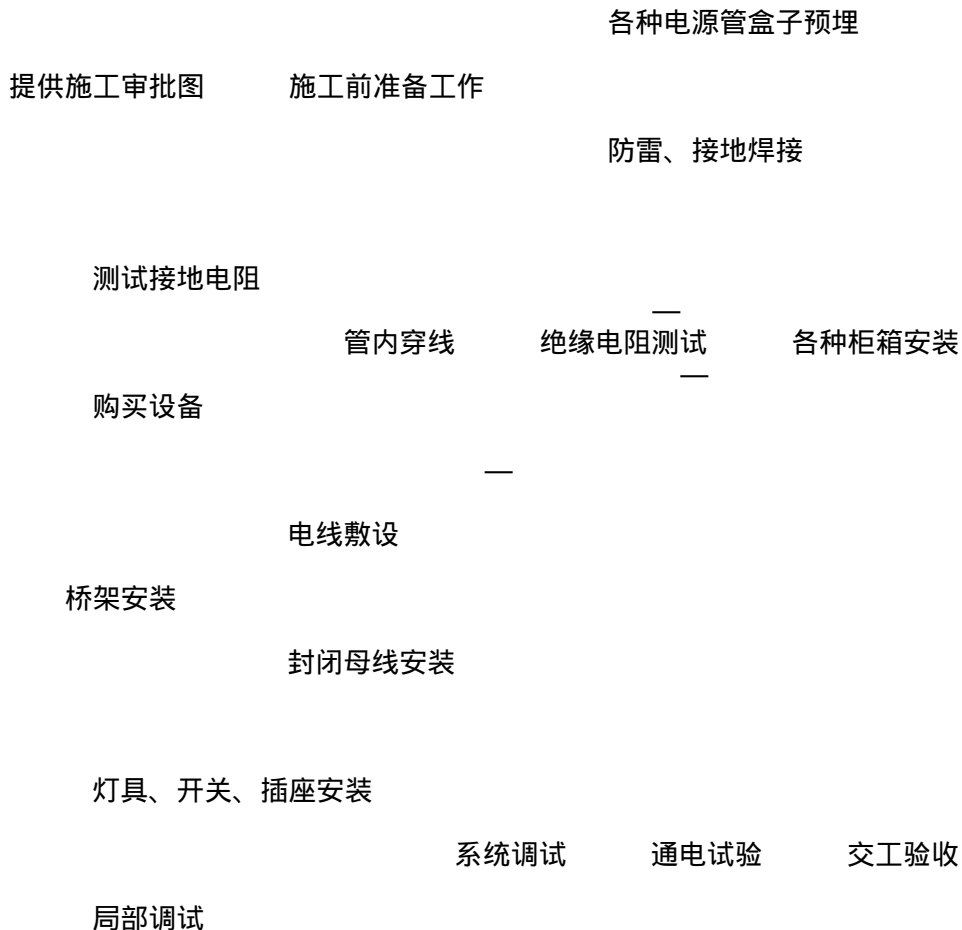 各种电源管盒子预埋
提供施工审批图 施工前准备工作
防雷、接地焊接
测试接地电阻
管内穿线 绝缘电阻测试 各种柜箱安装
购买设备
电线敷设
桥架安装
封闭母线安装
灯具、开关、插座安装
系统调试 通电试验 交工验收
局部调试